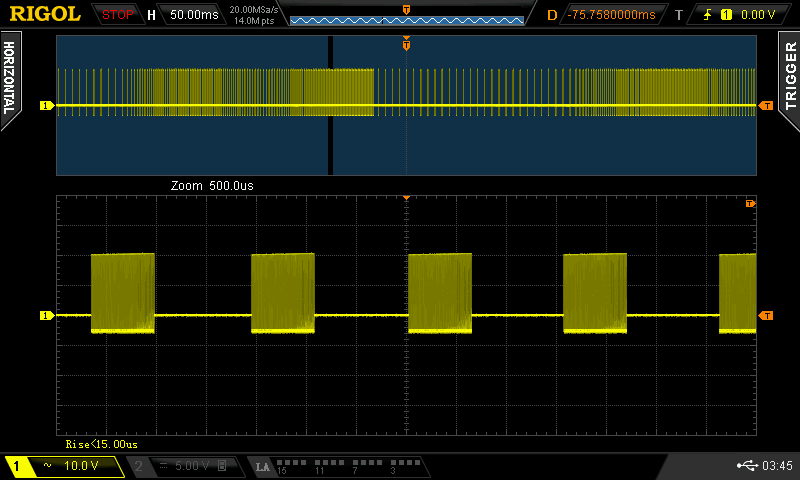 RIGOL STOP H 50.00ms 20.00MSa/s 14.0M pts D -75.7580000ms T 1 0.00 V
T
HORIZONTAL
TRIGGER
T
1 T
Zoom 500.0us
T
1 T
Rise<15.00us
1 ~ 10.0 V 2 = 5.00 V B LA 15 11 7 3 03:45